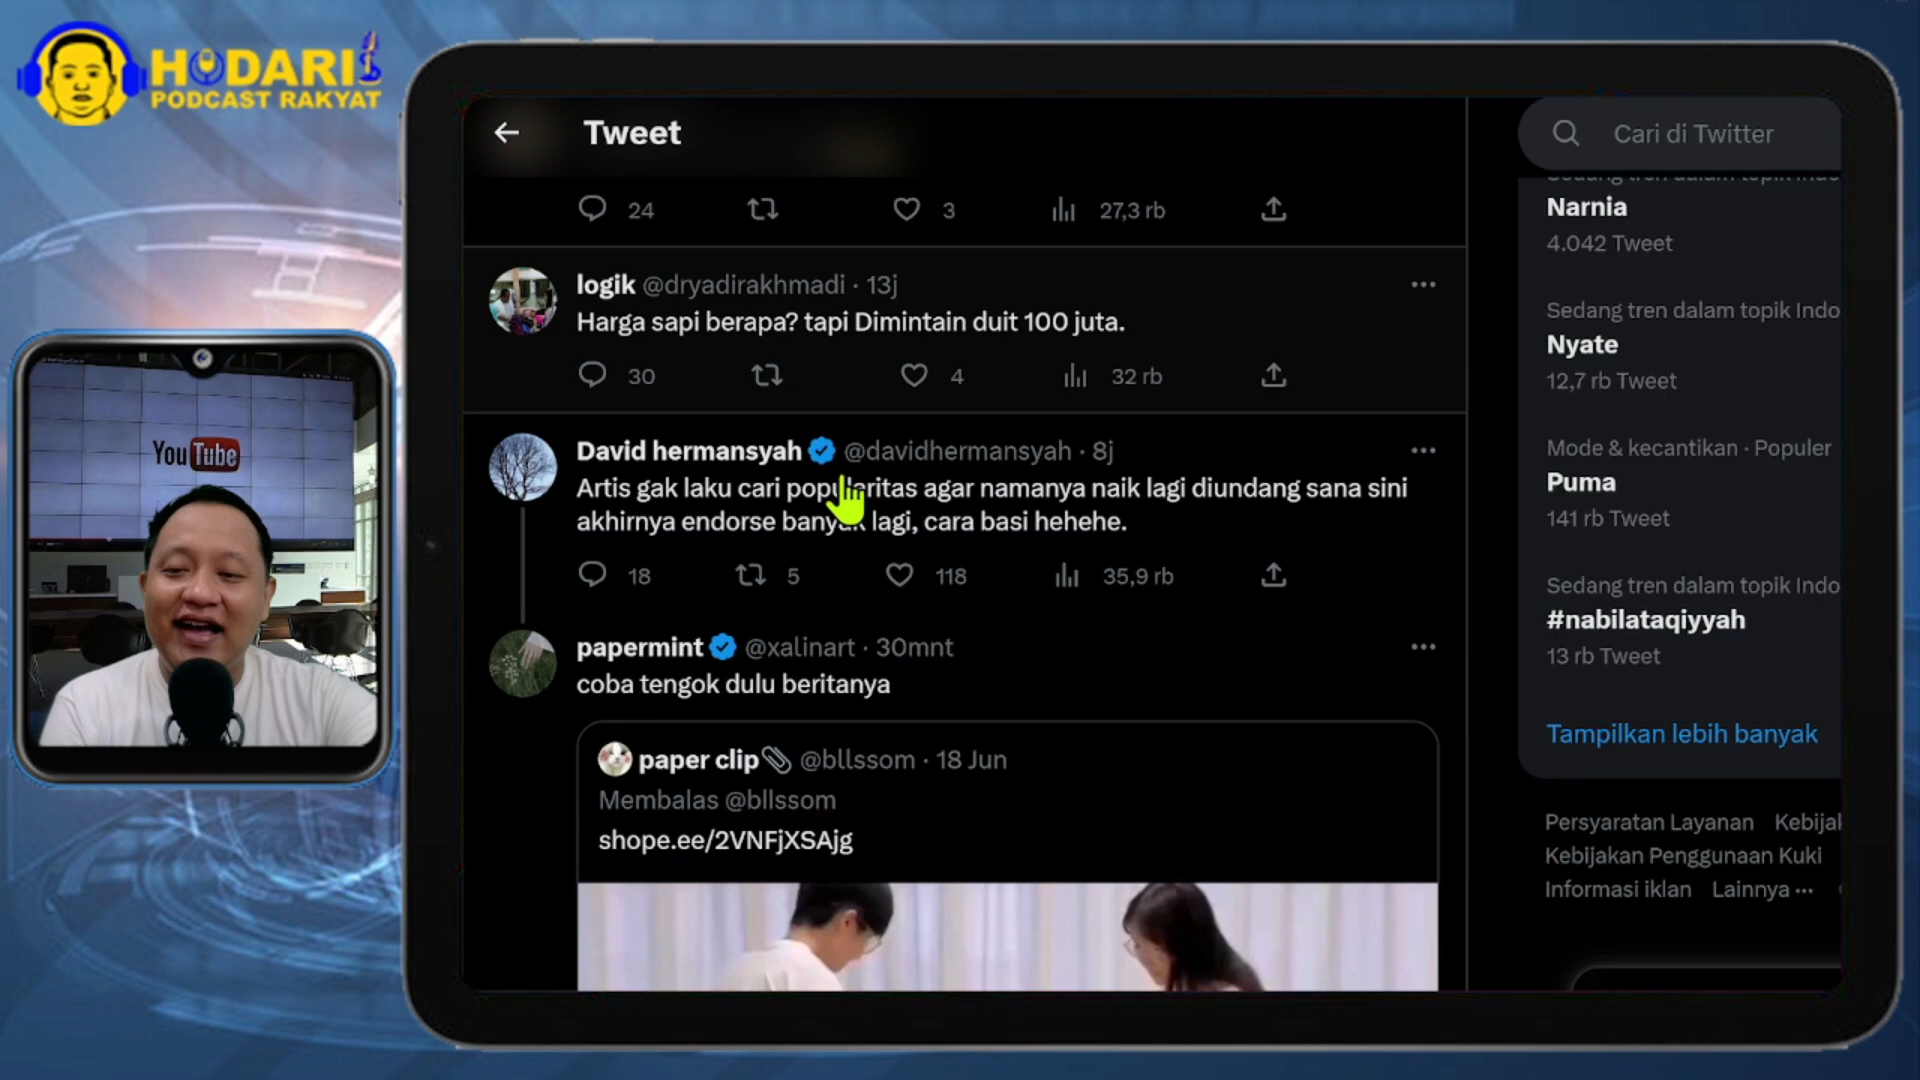 HODARI
PODCAST RAKYAT
YouTube
Tweet
24
3
27,3 rb
logik @dryadirakhmadi · 13j
Harga sapi berapa? tapi Dimintain duit 100 juta.
30
4
32 rb
David hermansyah @davidhermansyah · 8j
Artis gak laku cari popularitas agar namanya naik lagi diundang sana sini
akhirnya endorse banyak lagi, cara basi hehehe.
18
5
118
35,9 rb
papermint @xalinart · 30mnt
coba tengok dulu beritanya
paper clip @bllssom · 18 Jun
Membalas @bllssom
shope.ee/2VNFjXSAjg
Cari di Twitter
Narnia
4.042 Tweet
Sedang tren dalam topik Indo
Nyate
12,7 rb Tweet
Mode & kecantikan · Populer
Puma
141 rb Tweet
Sedang tren dalam topik Indo
#nabilataqiyyah
13 rb Tweet
Tampilkan lebih banyak
Persyaratan Layanan Kebijak
Kebijakan Penggunaan Kuki
Informasi iklan Lainnya ···